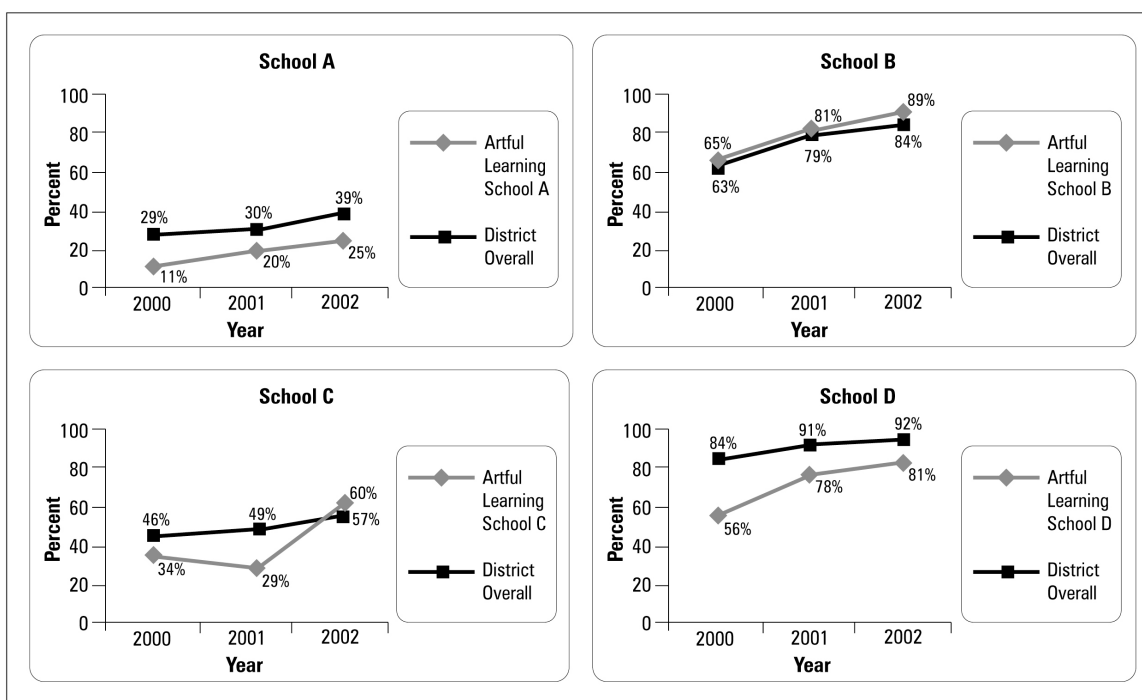 School A
100
80
60
40
20
0
Percent
29%
30%
39%
11%
20%
25%
2000
2001
2002
Year
Artful
Learning
School A
District
Overall
School B
100
80
60
40
20
0
Percent
65%
81%
89%
63%
79%
84%
2000
2001
2002
Year
Artful
Learning
School B
District
Overall
School C
100
80
60
40
20
0
Percent
46%
49%
60%
34%
29%
57%
2000
2001
2002
Year
Artful
Learning
School C
District
Overall
School D
100
80
60
40
20
0
Percent
84%
91%
92%
56%
78%
81%
2000
2001
2002
Year
Artful
Learning
School D
District
Overall